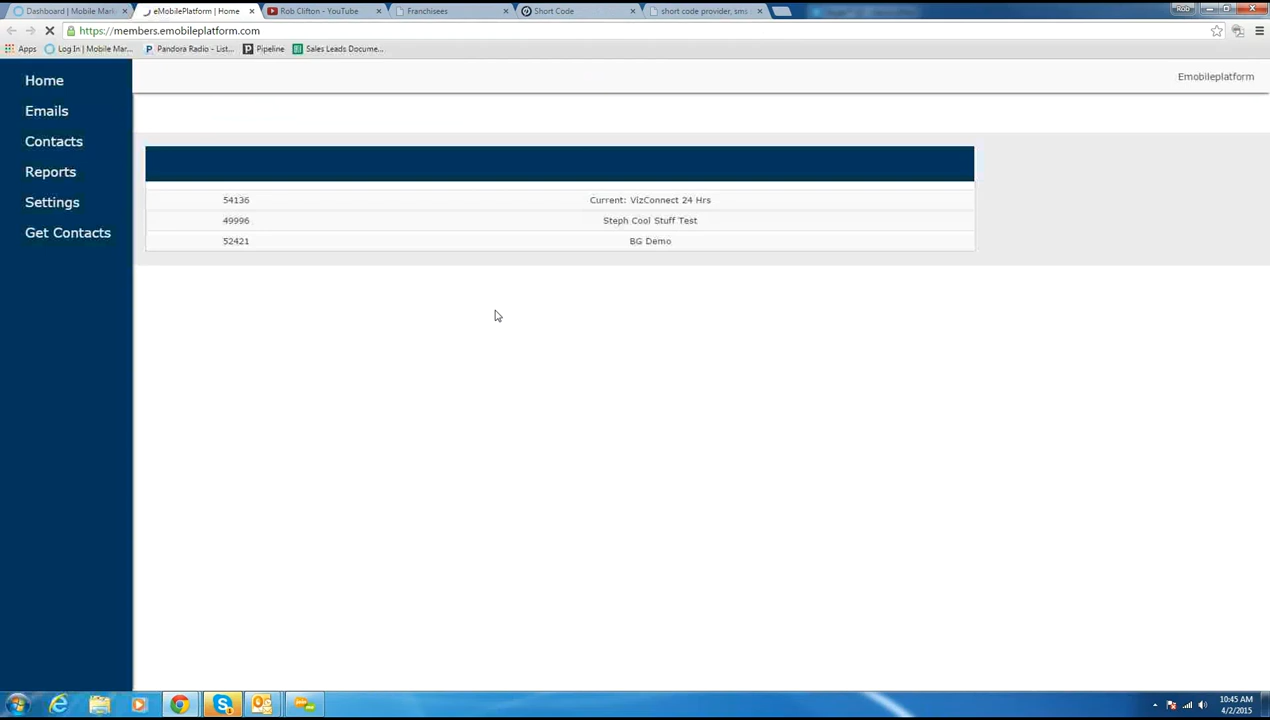 Dashboard | Mobile Mark
eMobilePlatform | Home
Rob Clifton - YouTube
Franchisees
Short Code
short code provider, sms
Rob
https://members.emobileplatform.com
Apps
Log In | Mobile Mar...
Pandora Radio - List...
Pipeline
Sales Leads Docume...
Home
Emobileplatform
Emails
Contacts
Reports
Settings
Get Contacts
54136 Current: VizConnect 24 Hrs
49996 Steph Cool Stuff Test
52421 BG Demo
10:45 AM
4/2/2015